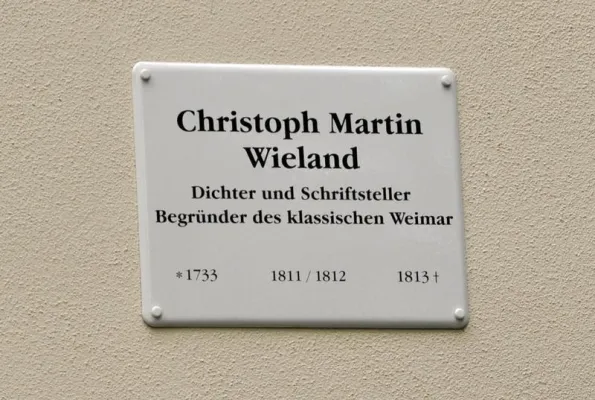 Christoph Martin
Wieland
Dichter und Schriftsteller
Begründer des klassischen Weimar
*1733 1811 / 1812 1813 †